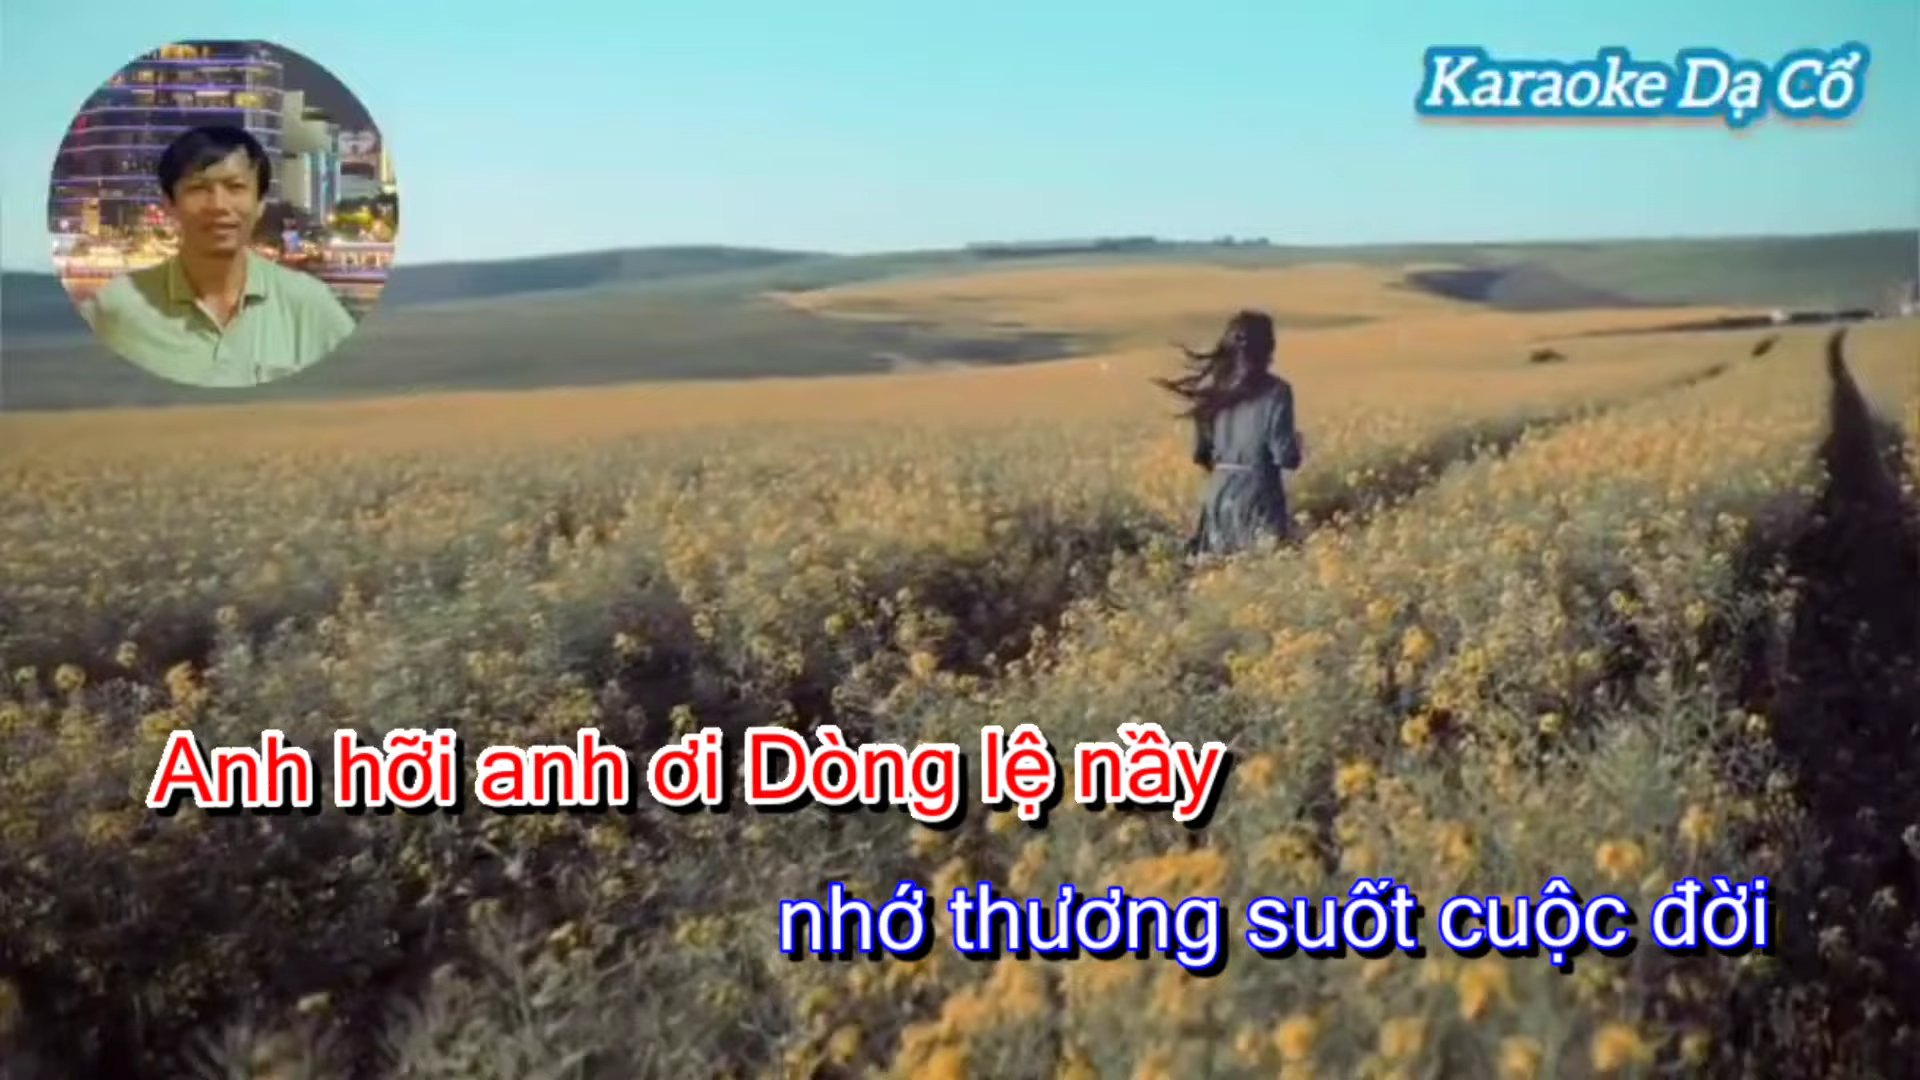 Karaoke Dạ Cổ
Anh hỡi anh ơi Dòng lệ nầy
nhớ thương suốt cuộc đời